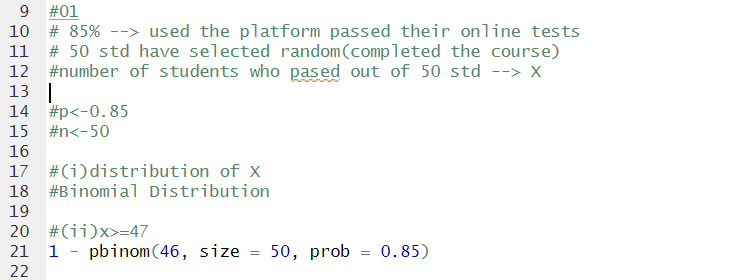 9 #01
10 # 85% --> used the platform passed their online tests
11 # 50 std have selected random(completed the course)
12 #number of students who pased out of 50 std --> X
13
14 #p<-0.85
15 #n<-50
16
17 #(i)distribution of X
18 #Binomial Distribution
19
20 #(ii)x>=47
21 1 - pbinom(46, size = 50, prob = 0.85)
22